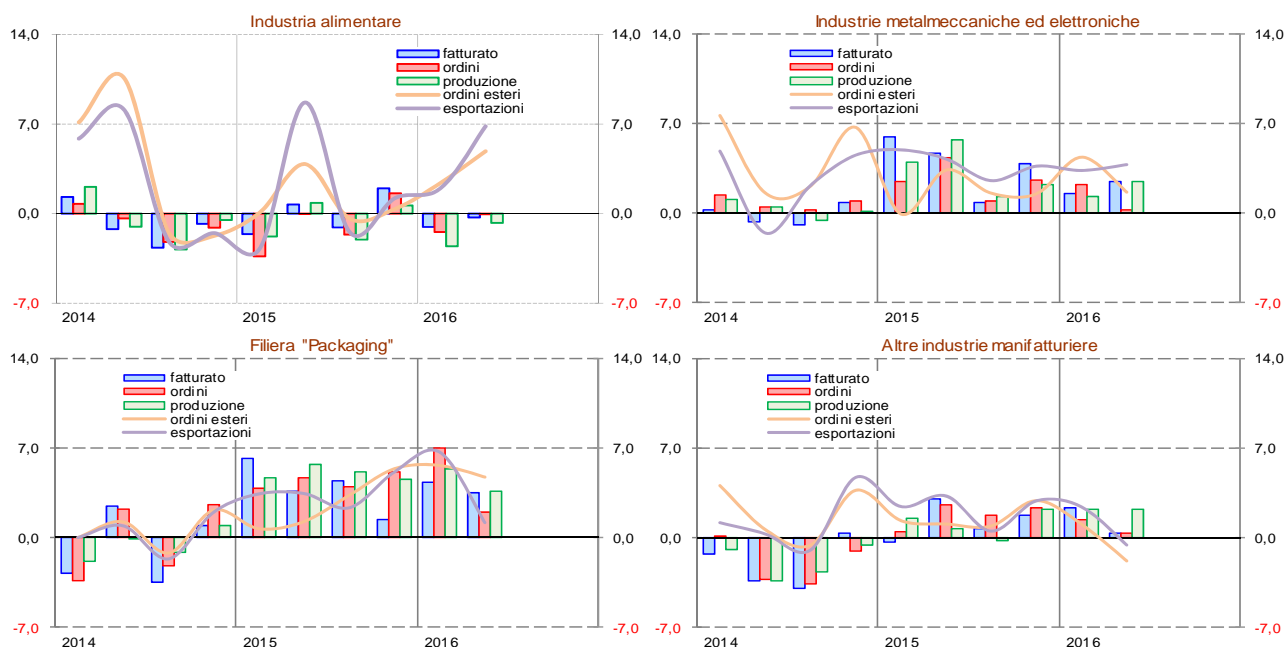 Industria alimentare
14,0
7,0
0,0
-7,0
14,0
7,0
0,0
-7,0
fatturato
ordini
produzione
ordini esteri
esportazioni
2014
2015
2016
Industrie metalmeccaniche ed elettroniche
14,0
7,0
0,0
-7,0
14,0
7,0
0,0
-7,0
fatturato
ordini
produzione
ordini esteri
esportazioni
2014
2015
2016
Filiera "Packaging"
14,0
7,0
0,0
-7,0
14,0
7,0
0,0
-7,0
fatturato
ordini
produzione
ordini esteri
esportazioni
2014
2015
2016
Altre industrie manifatturiere
14,0
7,0
0,0
-7,0
14,0
7,0
0,0
-7,0
fatturato
ordini
produzione
ordini esteri
esportazioni
2014
2015
2016